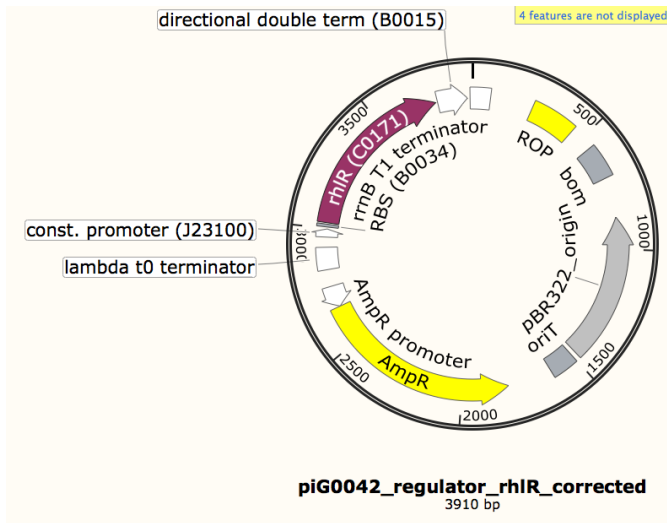 directional double term (B0015)
4 features are not displayed
500
1000
1500
2000
2500
3000
3500
ROP
bom
pBR322_origin
oriT
AmpR
AmpR promoter
lambda t0 terminator
const. promoter (J23100)
RBS (B0034)
rhlR (C0171)
rrnB T1 terminator
piG0042_regulator_rhlR_corrected
3910 bp